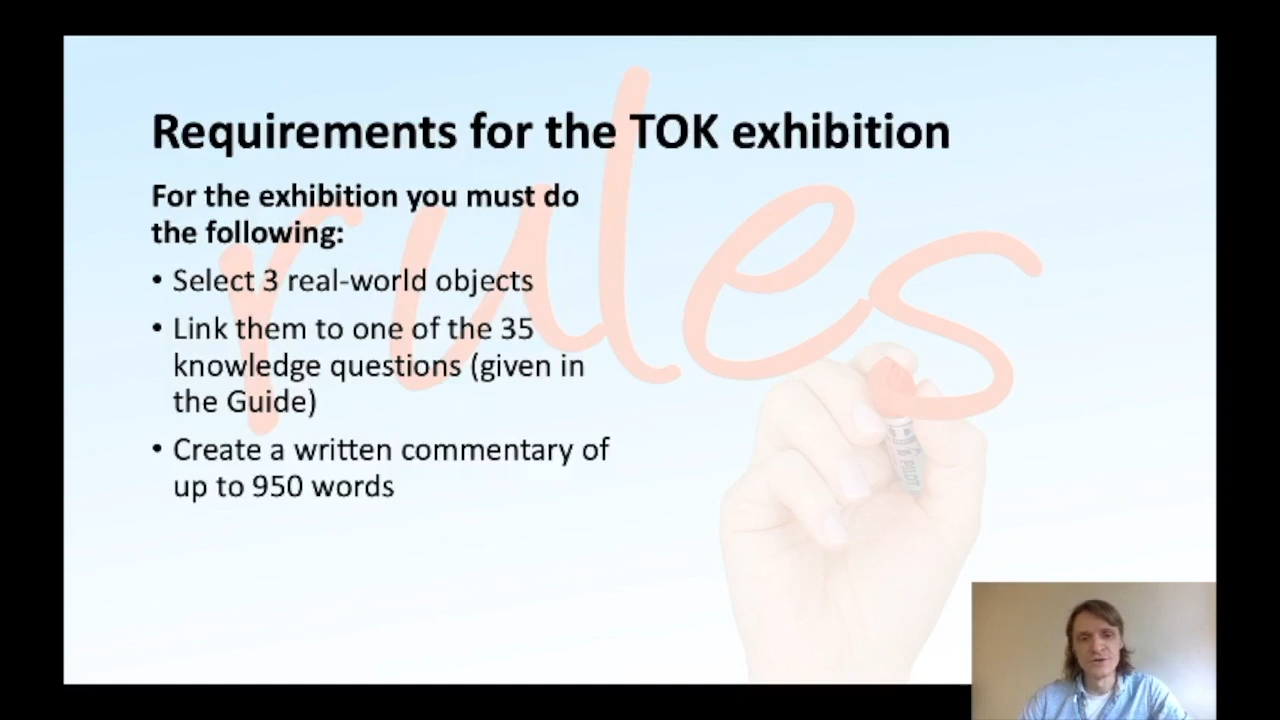 Requirements for the TOK exhibition
For the exhibition you must do
the following:
• Select 3 real-world objects
• Link them to one of the 35
knowledge questions (given in
the Guide)
• Create a written commentary of
up to 950 words
rules
PILOT